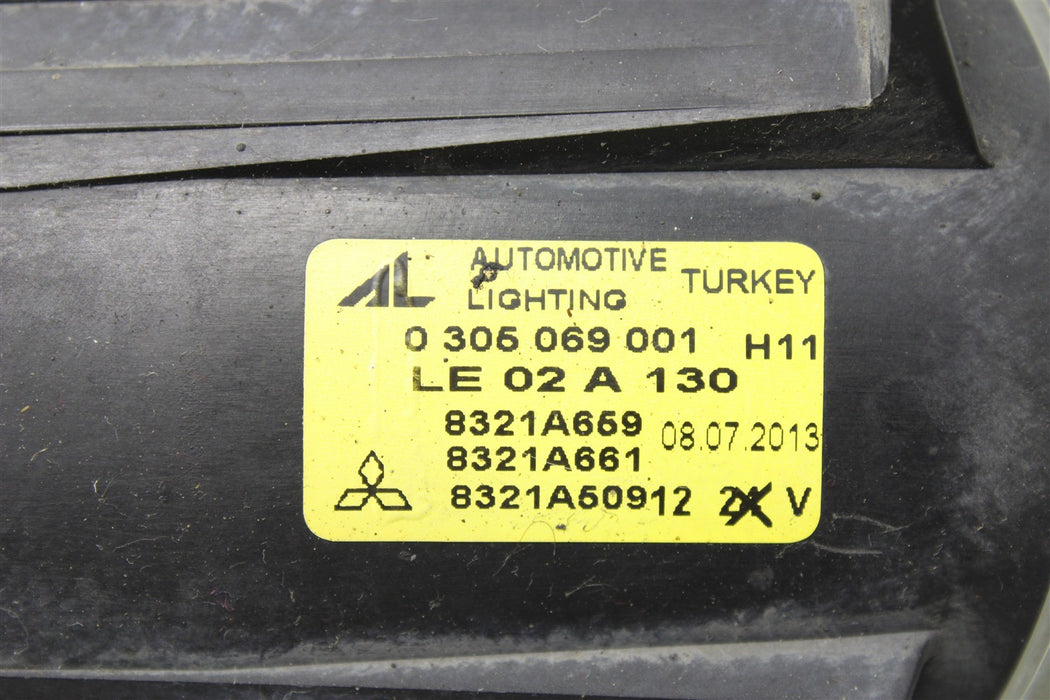 AL AUTOMOTIVE LIGHTING TURKEY
0 305 069 001 H11
LE 02 A 130
8321A659
8321A661 08.07.2013
8321A509 12 24 V